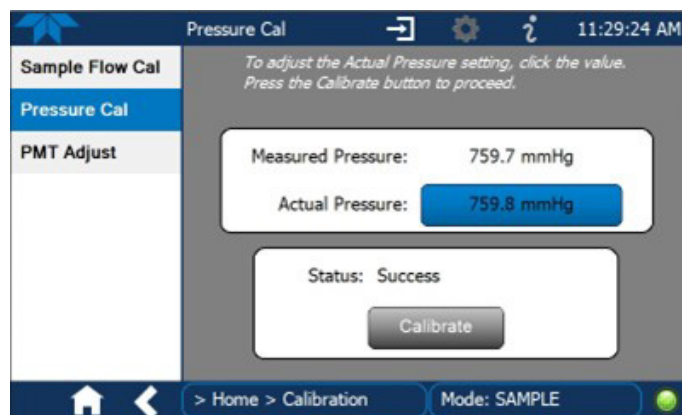 Pressure Cal
11:29:24 AM
Sample Flow Cal
Pressure Cal
PMT Adjust
To adjust the Actual Pressure setting, click the value.
Press the Calibrate button to proceed.
Measured Pressure: 759.7 mmHg
Actual Pressure: 759.8 mmHg
Status: Success
Calibrate
> Home > Calibration
Mode: SAMPLE